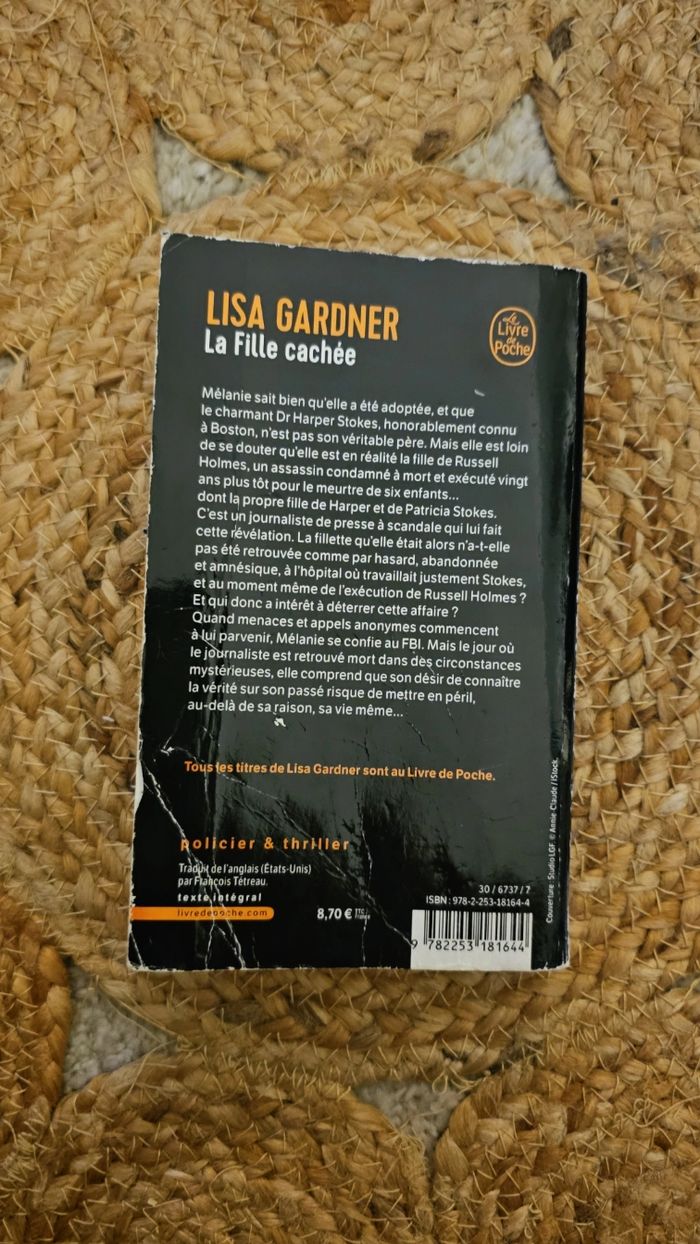 LISA GARDNER
La Fille cachée
Le
Livre
de
Poche
Mélanie sait bien qu'elle a été adoptée, et que
le charmant Dr Harper Stokes, honorablement connu
à Boston, n'est pas son véritable père. Mais elle est loin
de se douter qu'elle est en réalité la fille de Russell
Holmes, un assassin condamné à mort et exécuté vingt
ans plus tôt pour le meurtre de six enfants...
dont la propre fille de Harper et de Patricia Stokes.
C'est un journaliste de presse à scandale qui lui fait
cette révélation. La fillette qu'elle était alors n'a-t-elle
pas été retrouvée comme par hasard, abandonnée
et amnésique, à l'hôpital où travaillait justement Stokes,
et au moment même de l'exécution de Russell Holmes ?
Et qui donc a intérêt à déterrer cette affaire ?
Quand menaces et appels anonymes commencent
à lui parvenir, Mélanie se confie au FBI. Mais le jour où
le journaliste est retrouvé mort dans des circonstances
mystérieuses, elle comprend que son désir de connaître
la vérité sur son passé risque de mettre en péril,
au-delà de sa raison, sa vie même...
Tous les titres de Lisa Gardner sont au Livre de Poche.
policier & thriller
Traduit de l'anglais (États-Unis)
par François Tétreau.
texte intégral
livredepoche.com
8,70 € TTC France
30 / 6737 / 7
ISBN : 978-2-253-18164-4
9 782253 181644
Couverture : Studio LGF. © Annie-Claude / iStock.